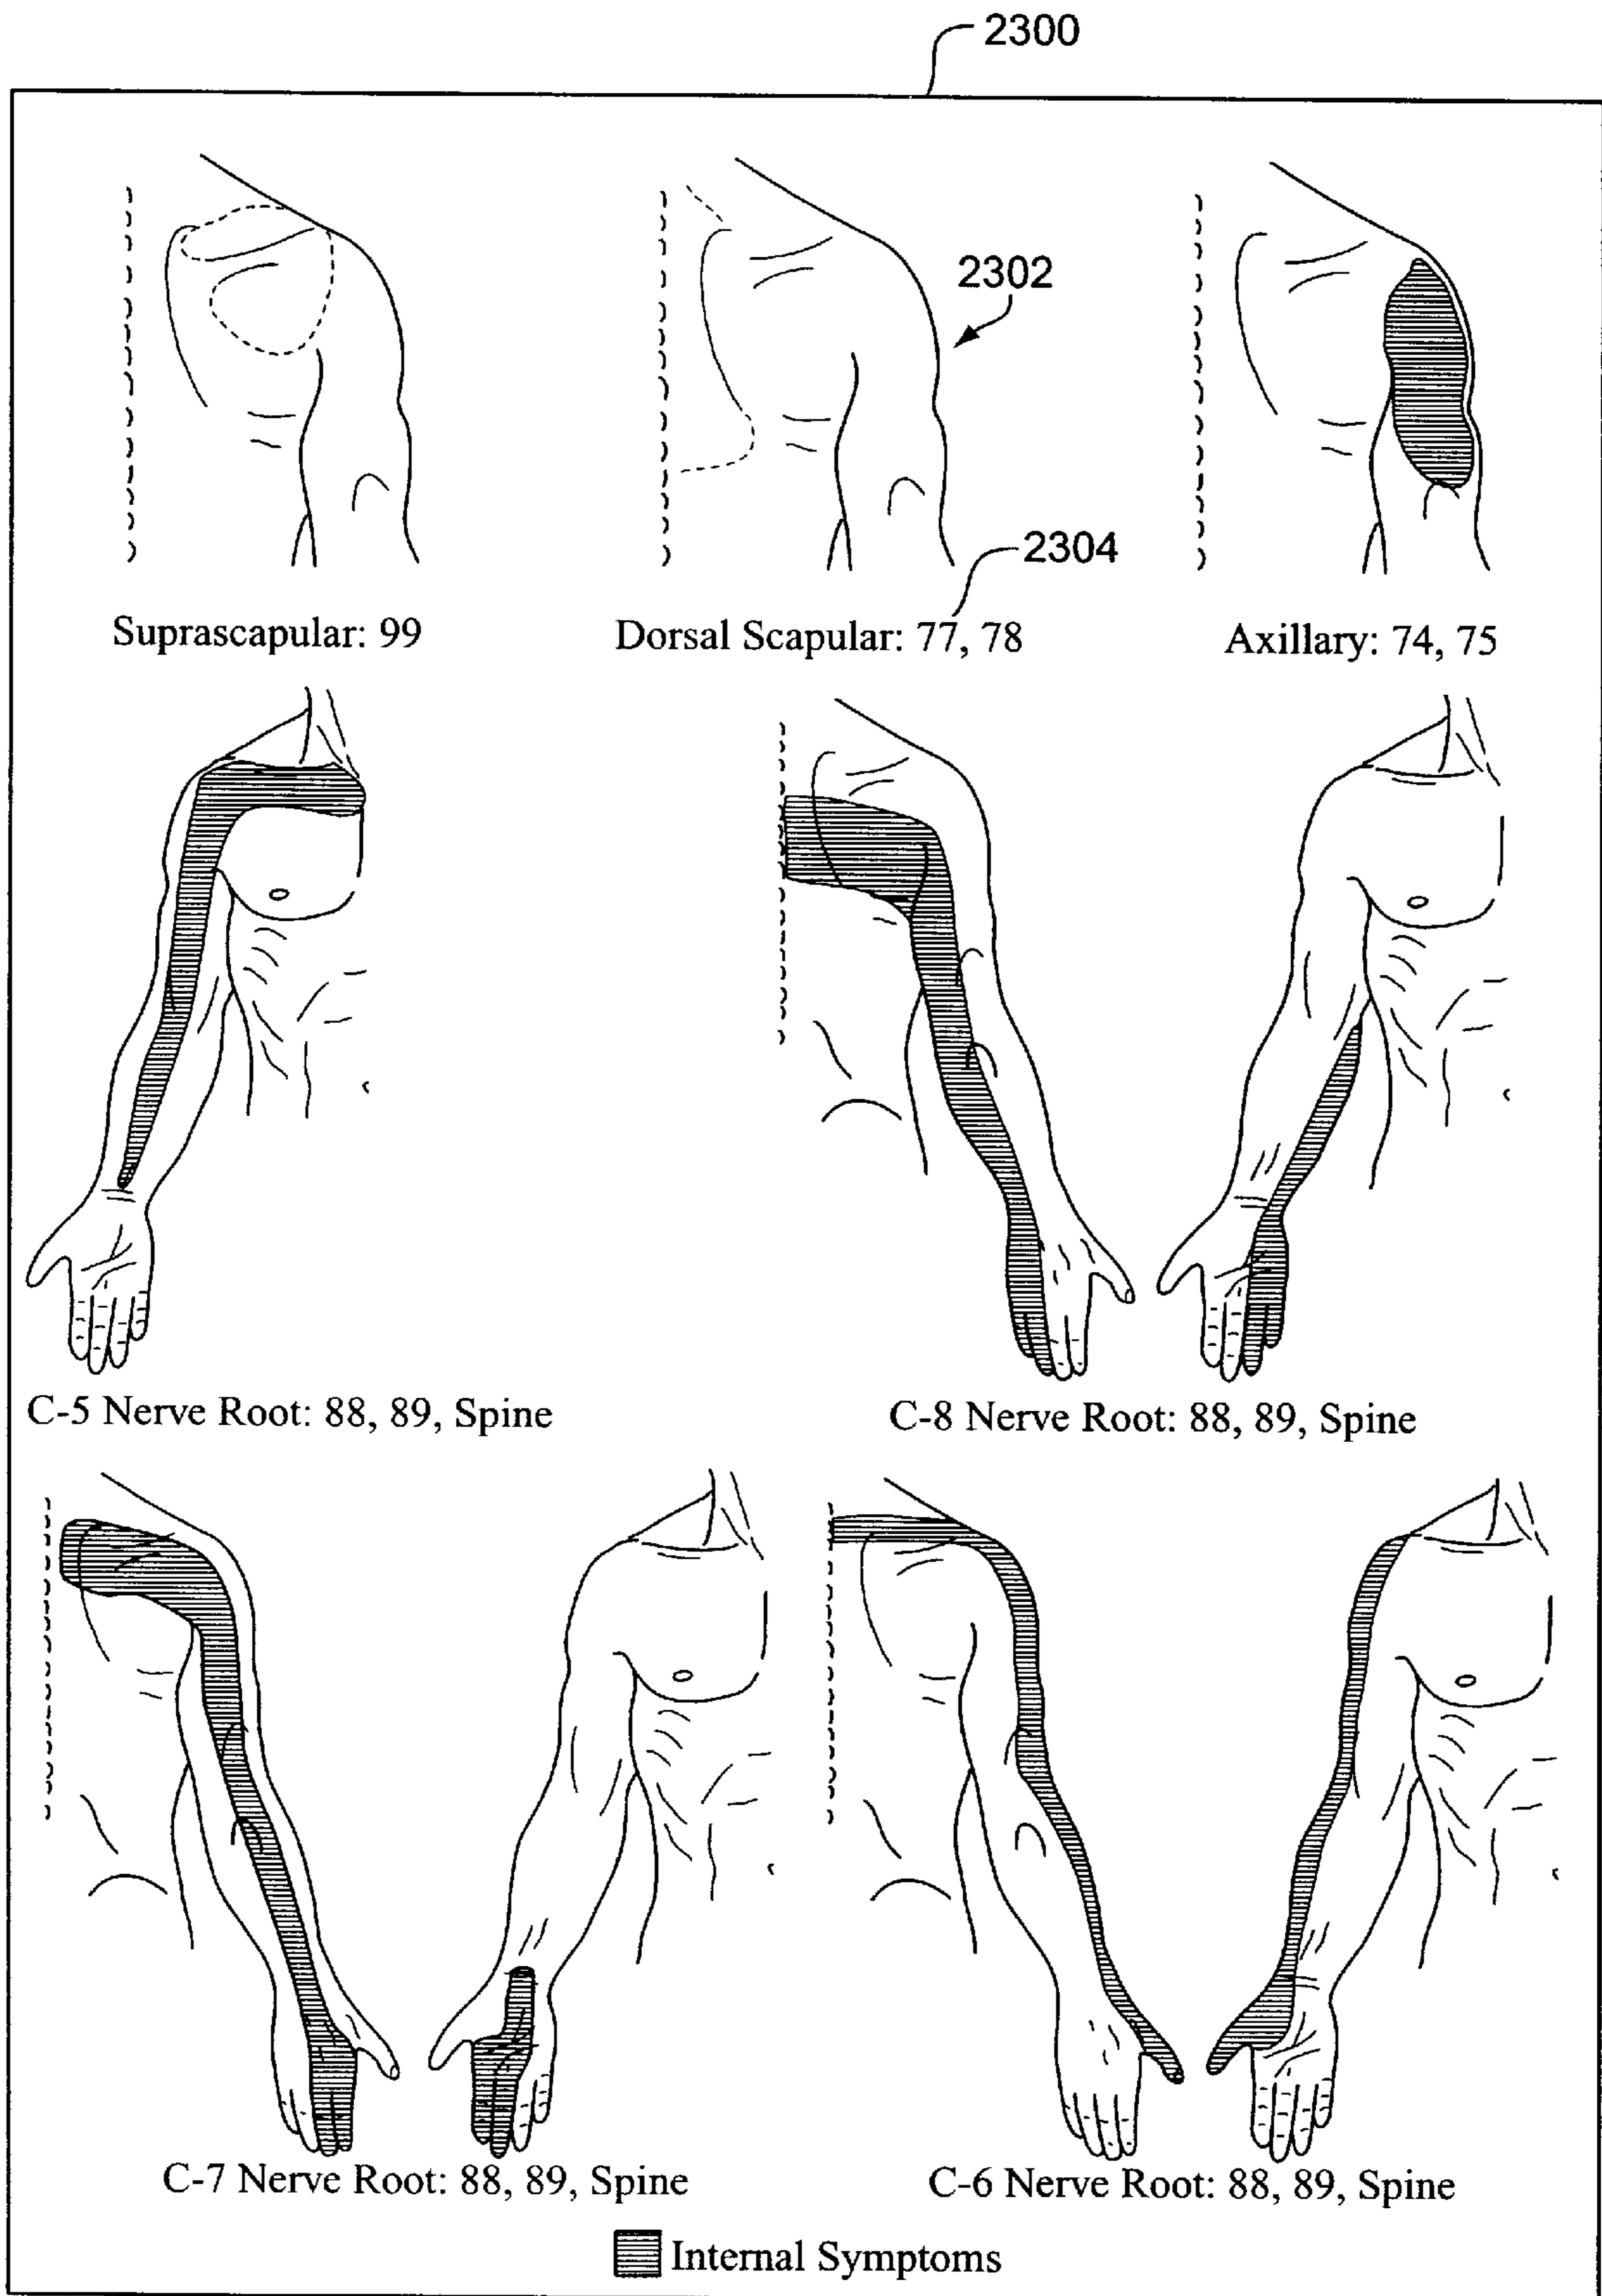 2300
2302
2304
Suprascapular: 99
Dorsal Scapular: 77, 78
Axillary: 74, 75
C-5 Nerve Root: 88, 89, Spine
C-8 Nerve Root: 88, 89, Spine
C-7 Nerve Root: 88, 89, Spine
C-6 Nerve Root: 88, 89, Spine
Internal Symptoms